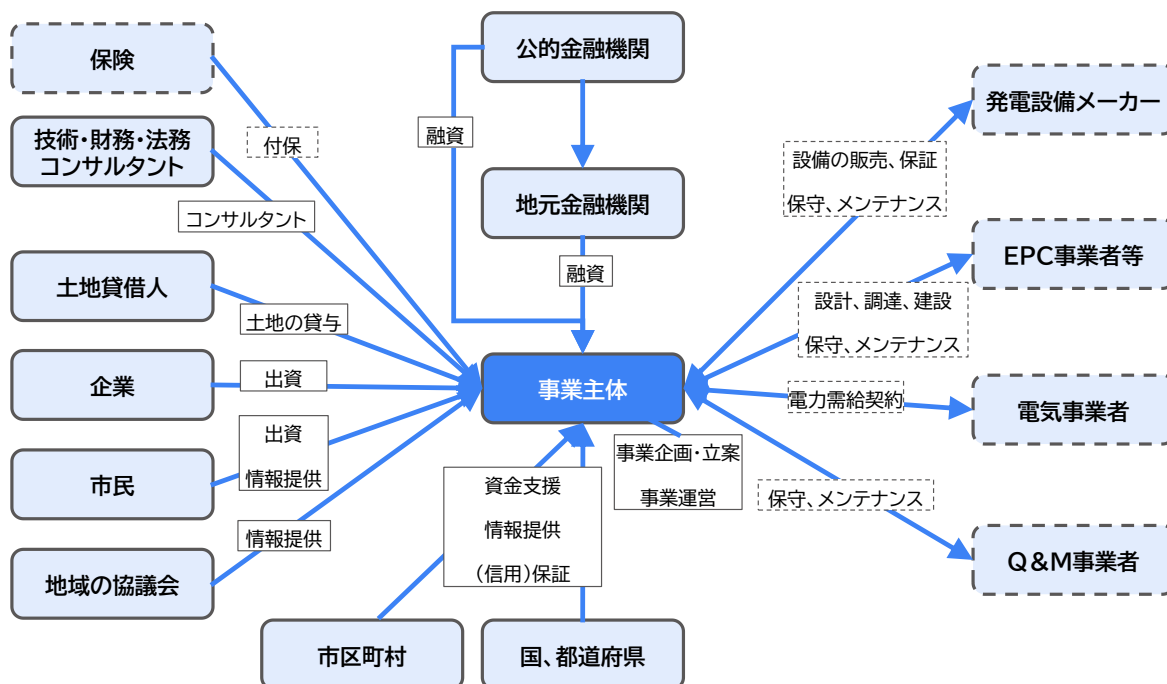 保険
技術・財務・法務
コンサルタント
土地貸借人
企業
市民
地域の協議会
付保
コンサルタント
土地の貸与
出資
出資
情報提供
情報提供
公的金融機関
融資
地元金融機関
融資
事業主体
事業企画・立案
事業運営
資金支援
情報提供
(信用)保証
市区町村
国、都道府県
設備の販売、保証
保守、メンテナンス
設計、調達、建設
保守、メンテナンス
電力需給契約
保守、メンテナンス
発電設備メーカー
EPC事業者等
電気事業者
Q&M事業者